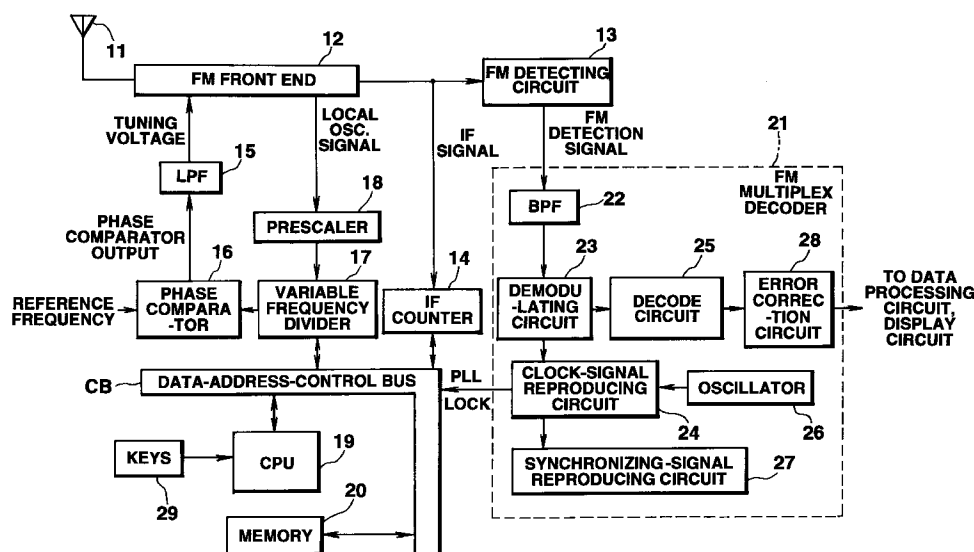 11
12
FM FRONT END
13
FM DETECTING
CIRCUIT
TUNING
VOLTAGE
LOCAL
OSC.
SIGNAL
IF
SIGNAL
FM
DETECTION
SIGNAL
21
FM
MULTIPLEX
DECODER
15
LPF
18
PRESCALER
BPF
22
PHASE
COMPARATOR
OUTPUT
16
PHASE
COMPARA
-TOR
REFERENCE
FREQUENCY
17
VARIABLE
FREQUENCY
DIVIDER
14
IF
COUNTER
23
DEMODU
-LATING
CIRCUIT
25
DECODE
CIRCUIT
28
ERROR
CORREC
-TION
CIRCUIT
TO DATA
PROCESSING
CIRCUIT,
DISPLAY
CIRCUIT
CB
DATA-ADDRESS-CONTROL BUS
PLL
LOCK
CLOCK-SIGNAL
REPRODUCING
CIRCUIT
24
OSCILLATOR
26
KEYS
29
CPU
19
SYNCHRONIZING-SIGNAL
REPRODUCING CIRCUIT
27
MEMORY
20